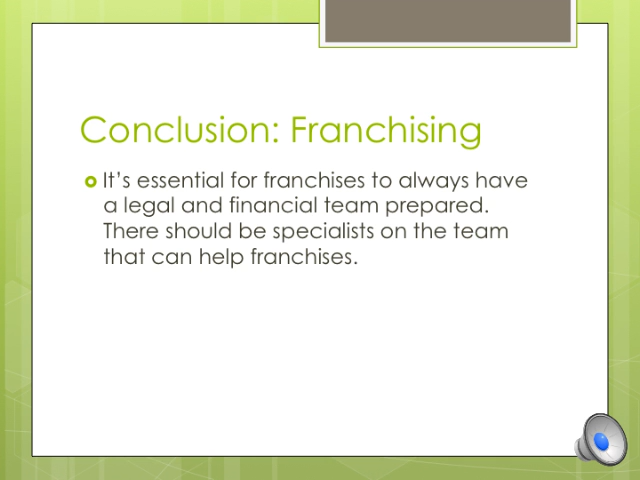 Conclusion: Franchising
It’s essential for franchises to always have
a legal and financial team prepared.
There should be specialists on the team
that can help franchises.